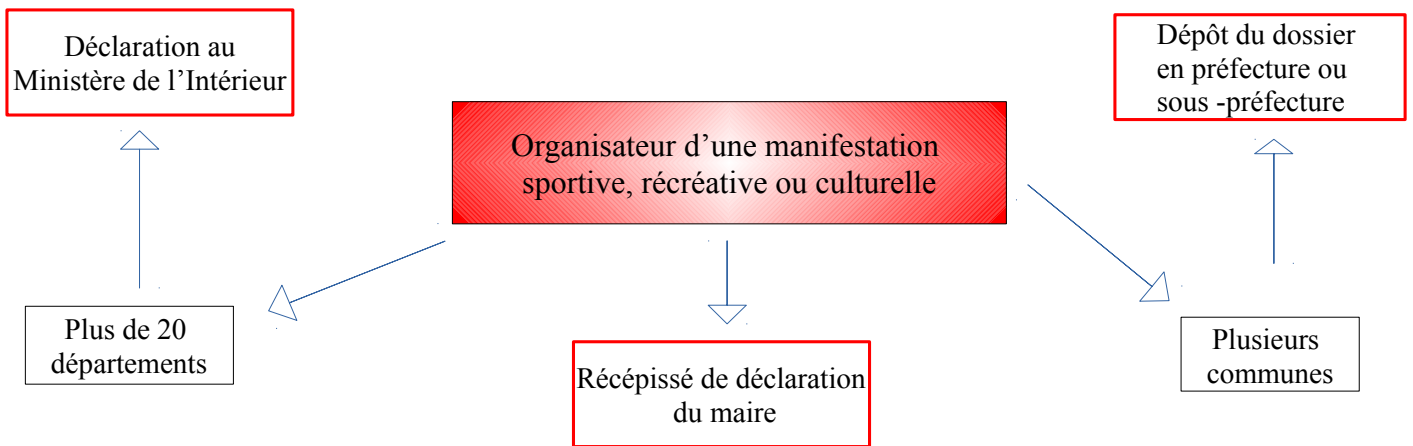 Déclaration au
Ministère de l’Intérieur
Dépôt du dossier
en préfecture ou
sous -préfecture
Organisateur d’une manifestation
sportive, récréative ou culturelle
Plus de 20
départements
Récépissé de déclaration
du maire
Plusieurs
communes